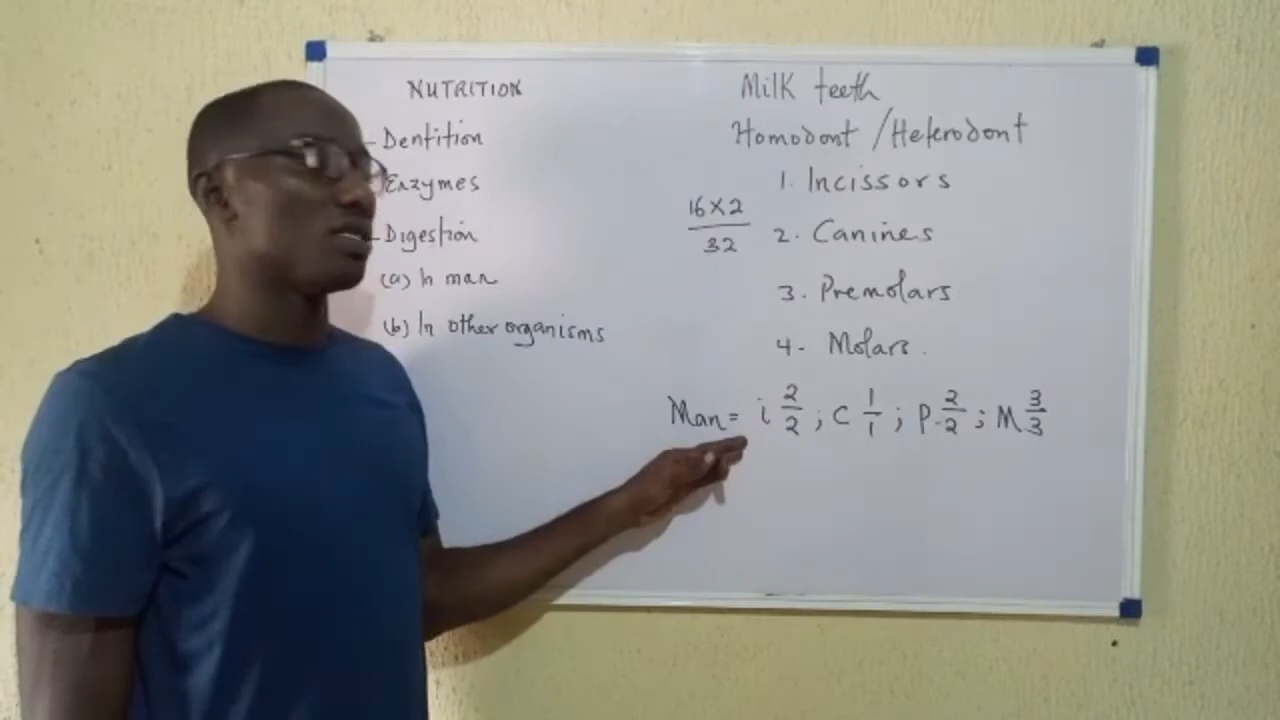 NUTRITION
- Dentition
Enzymes
- Digestion
(a) In man
(b) In other organisms
Milk teeth
Homodont / Heterodont
1. Incissors
16 X 2
32
2. Canines
3. Premolars
4- Molars.
Man = i 2/2 ; C 1/1 ; P 2/2 ; M 3/3